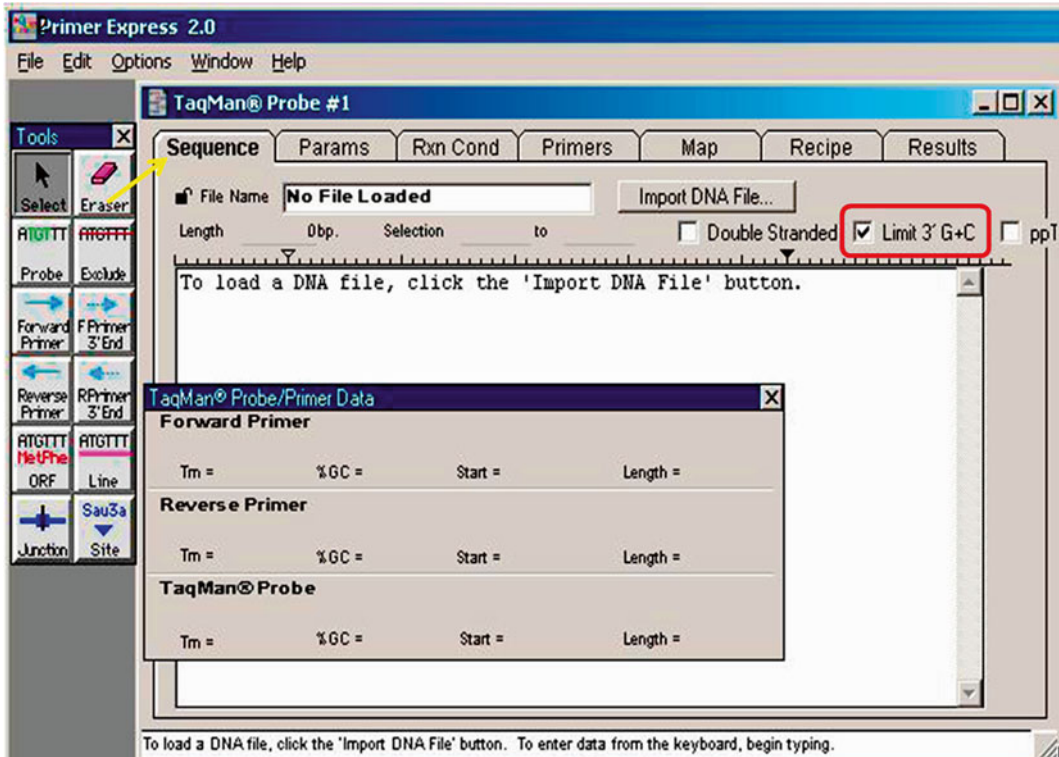 Primer Express 2.0
File Edit Options Window Help
TaqMan® Probe #1
Tools
Select Eraser
ATGTTT ATGTTT
Probe Exclude
Forward Primer
F Primer 3'End
Reverse Primer
RPrimer 3'End
ATGTTT ATGTTT
MetPhe
ORF Line
Sau3a
Junction Site
Sequence Params Rxn Cond Primers Map Recipe Results
File Name No File Loaded Import DNA File...
Length 0bp. Selection to Double Stranded Limit 3´ G+C ppT
To load a DNA file, click the 'Import DNA File' button.
TaqMan® Probe/Primer Data
Forward Primer
Tm = %GC = Start = Length =
Reverse Primer
Tm = %GC = Start = Length =
TaqMan® Probe
Tm = %GC = Start = Length =
To load a DNA file, click the 'Import DNA File' button. To enter data from the keyboard, begin typing.